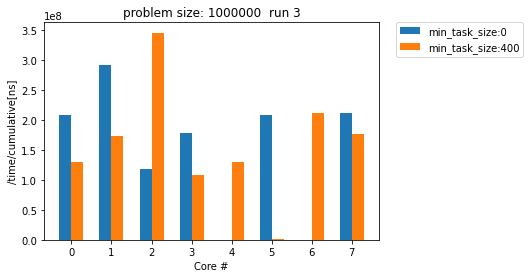 problem size: 1000000  run 3
1e8
min_task_size:0
min_task_size:400
/time/cumulative[ns]
3.5
3.0
2.5
2.0
1.5
1.0
0.5
0.0
0 1 2 3 4 5 6 7
Core #